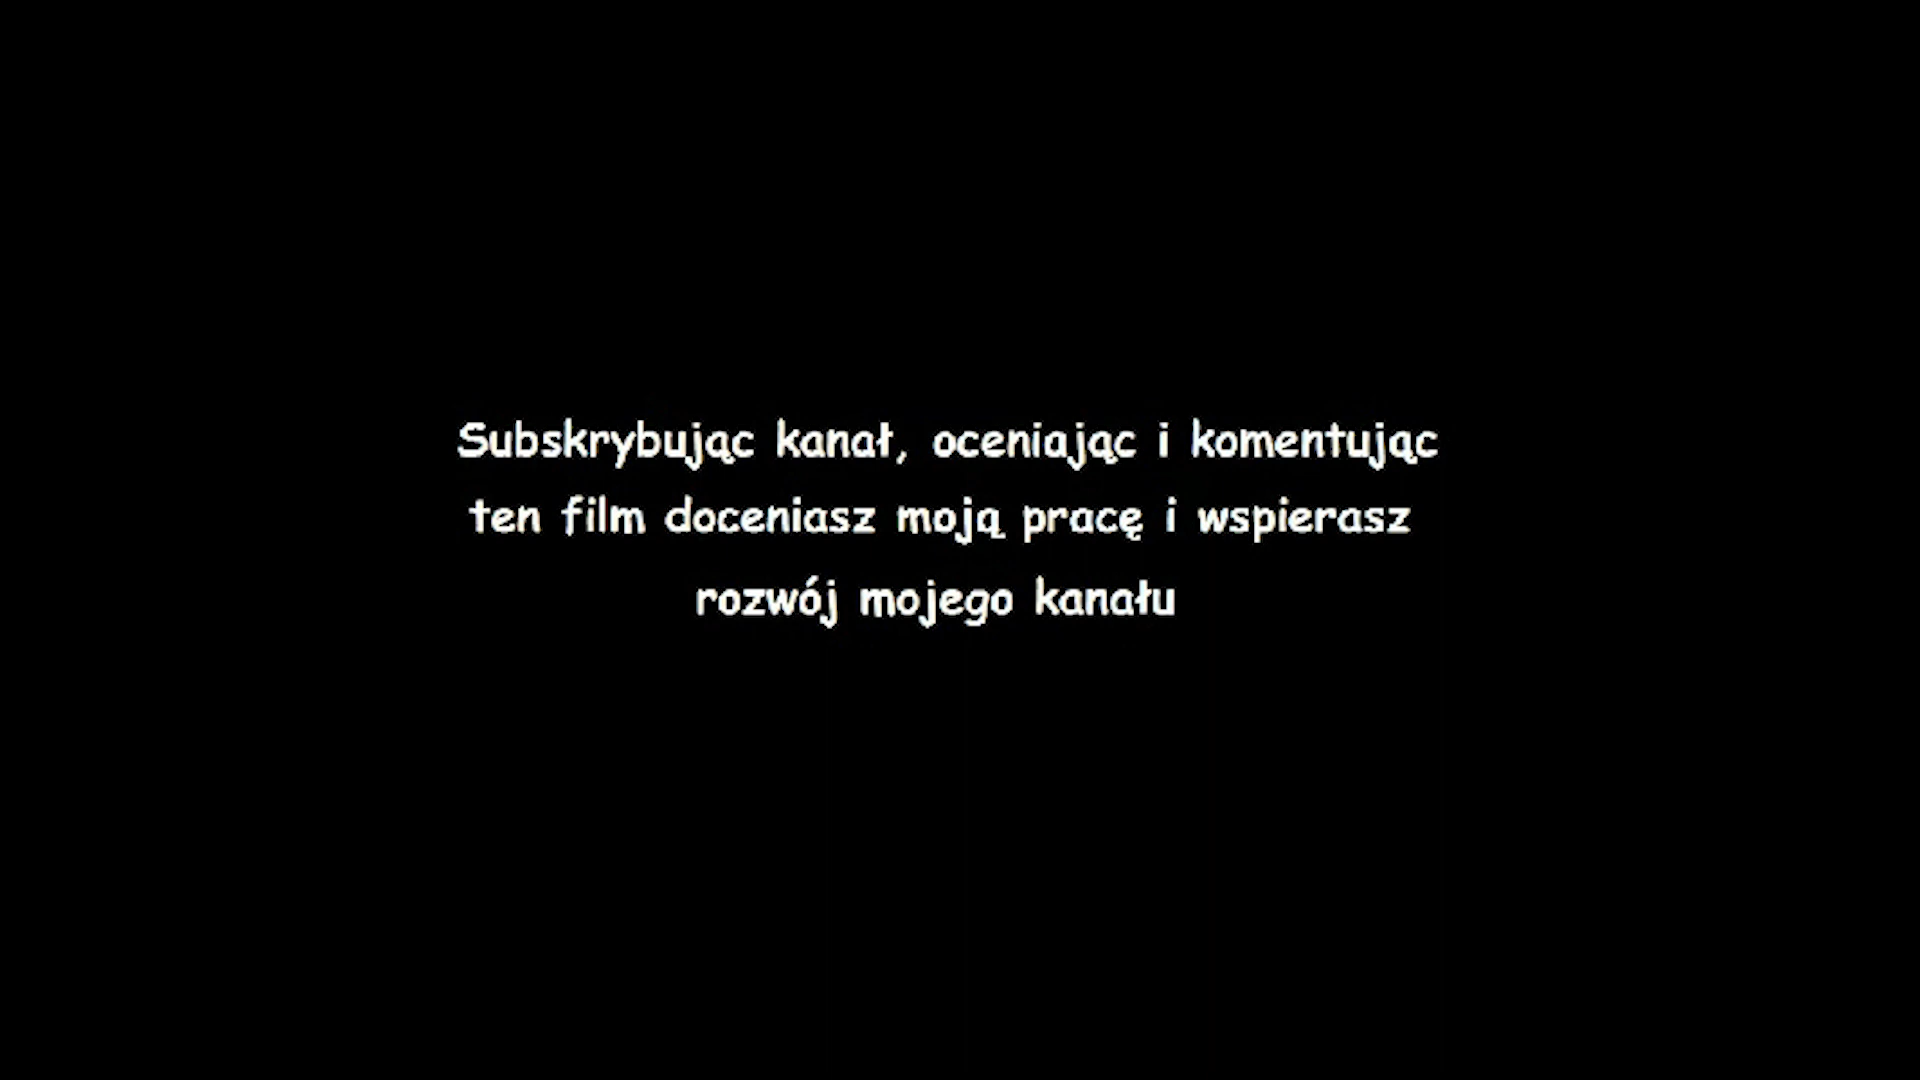 Subskrybując kanał, oceniając i komentując
ten film doceniasz moją pracę i wspierasz
rozwój mojego kanału